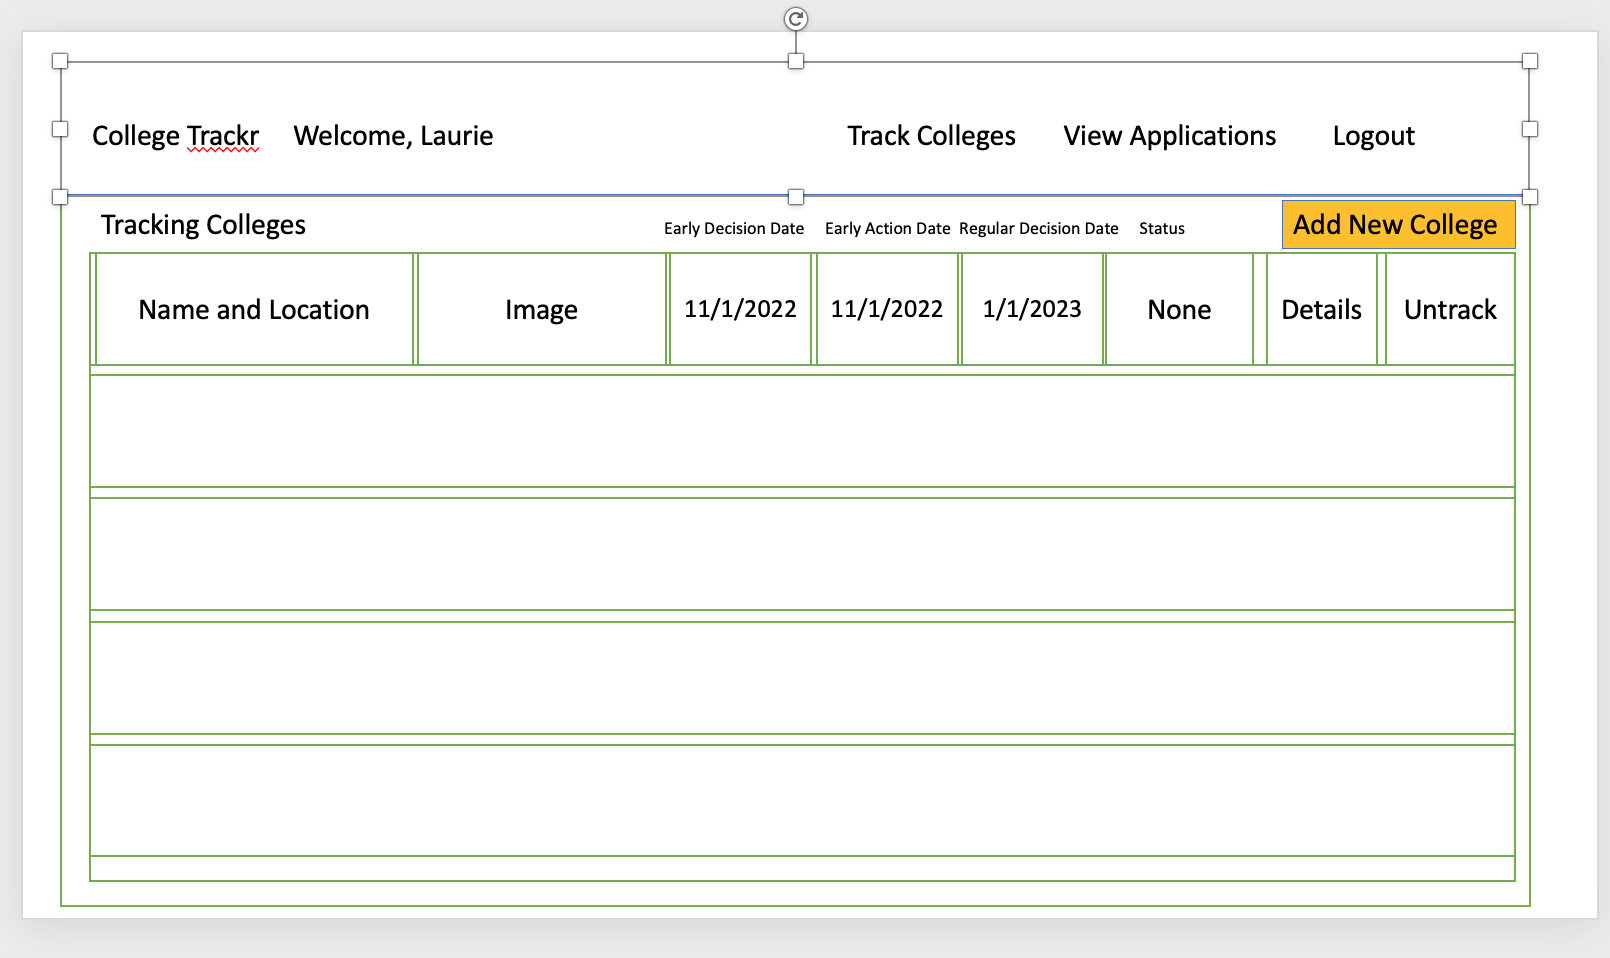 College Trackr Welcome, Laurie Track Colleges View Applications Logout
Tracking Colleges Early Decision Date Early Action Date Regular Decision Date Status Add New College
Name and Location Image 11/1/2022 11/1/2022 1/1/2023 None Details Untrack